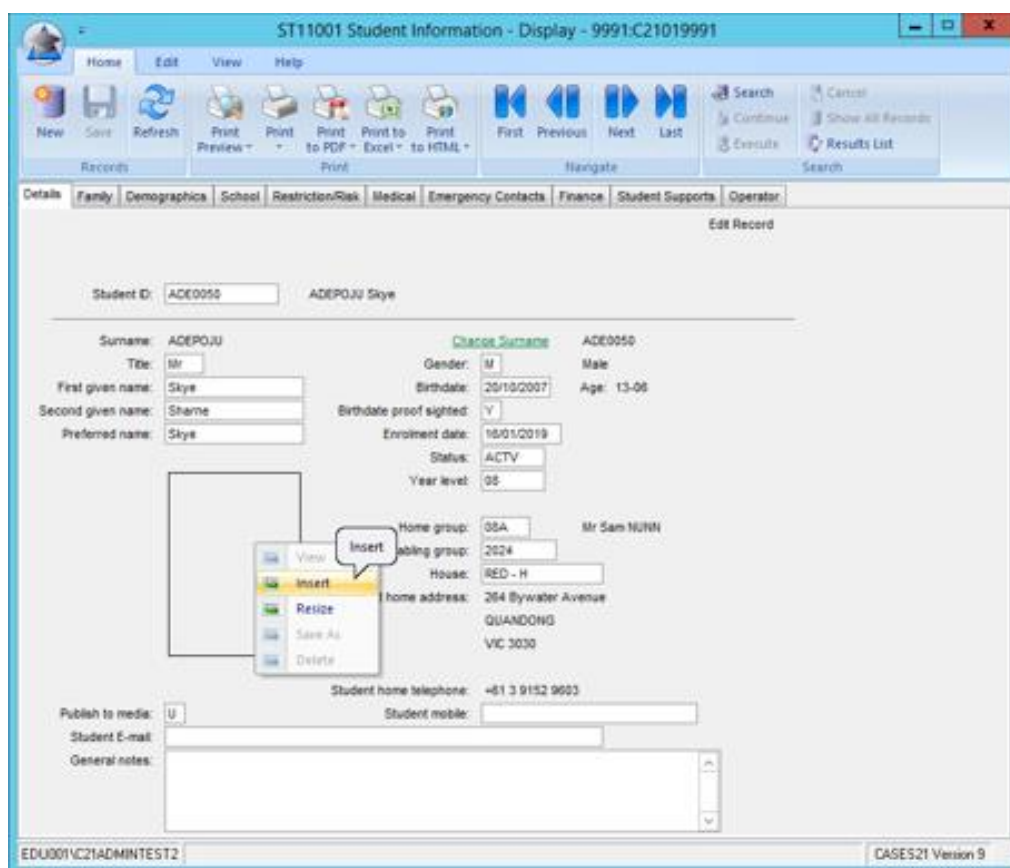 ST11001 Student Information - Display - 9991:C21019991
Home Edit View Help
New Save Refresh Print Preview Print Print to PDF Print to Excel Print to HTML First Previous Next Last Search Cancel
Continue Show All Records
Execute Results List
Records Print Navigate Search
Details Family Demographics School Restriction/Risk Medical Emergency Contacts Finance Student Supports Operator
Edit Record
Student ID: ADE0050 ADEPOJU Skye
Surname: ADEPOJU Change Surname ADE0050
Title: Mr Gender: M Male
First given name: Skye Birthdate: 20/10/2007 Age: 13-06
Second given name: Sharne Birthdate proof sighted: Y
Preferred name: Skye Enrolment date: 16/01/2019
Status: ACTV
Year level: 08
Home group: 08A Mr Sam NUNN
abling group: 2024
House: RED - H
home address: 264 Bywater Avenue
QUANDONG
VIC 3030
Insert
View
Insert
Resize
Save As
Delete
Student home telephone: +61 3 9152 9603
Publish to media: U Student mobile:
Student E-mail:
General notes:
EDU001\C21ADMINTEST2 CASES21 Version 9